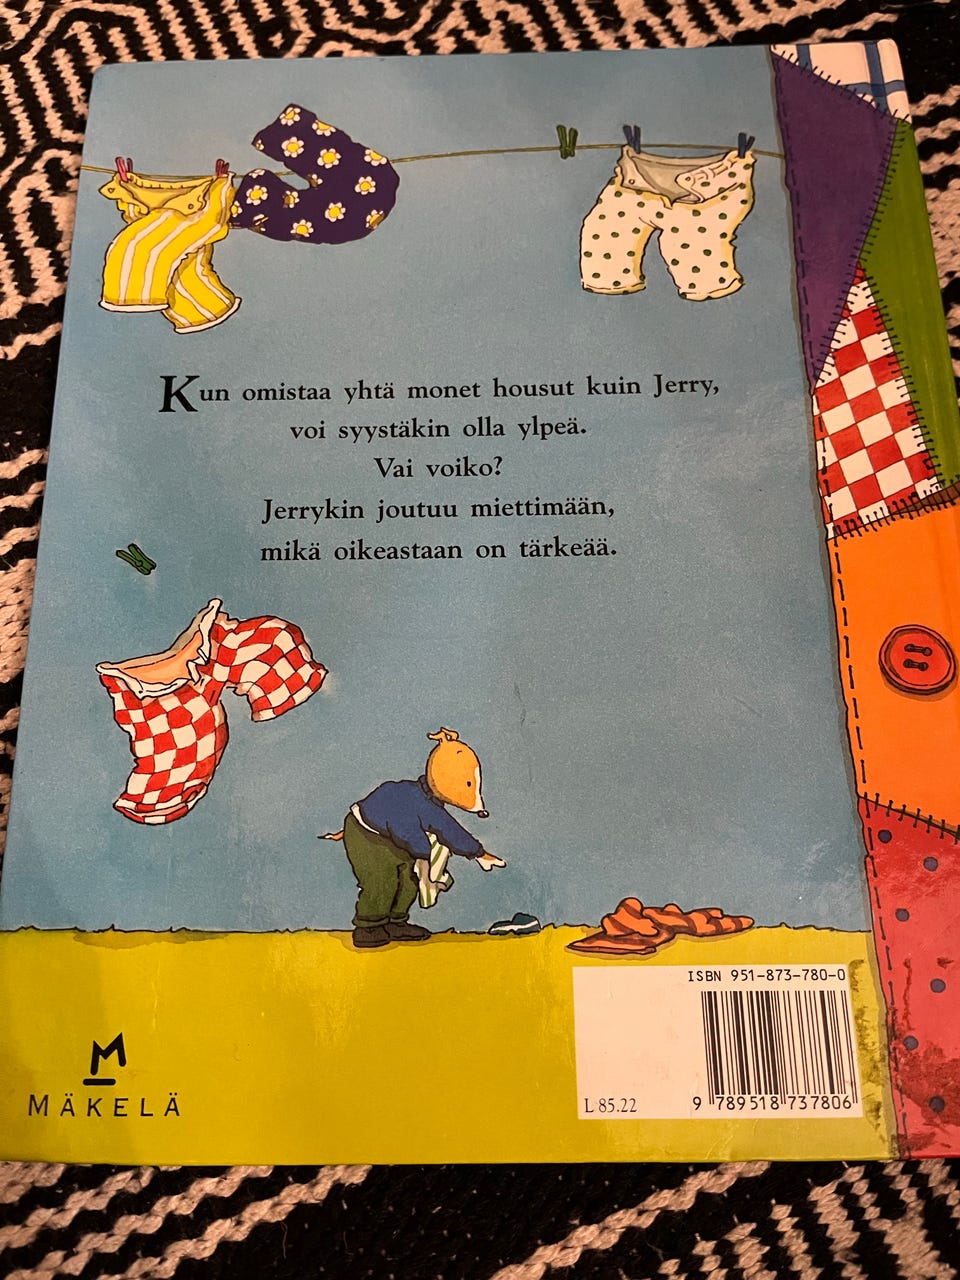 Kun omistaa yhtä monet housut kuin Jerry,
voi syystäkin olla ylpeä.
Vai voiko?
Jerrykin joutuu miettimään,
mikä oikeastaan on tärkeää.
ISBN 951-873-780-0
L 85.22
9 789518 737806
M
MÄKELÄ